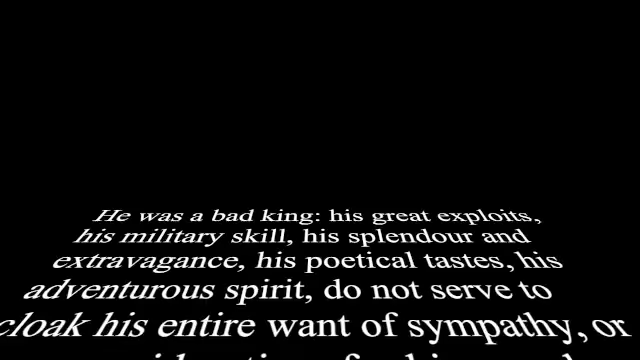 He was a bad king: his great exploits,
his military skill, his splendour and
extravagance, his poetical tastes, his
adventurous spirit, do not serve to
cloak his entire want of sympathy, or